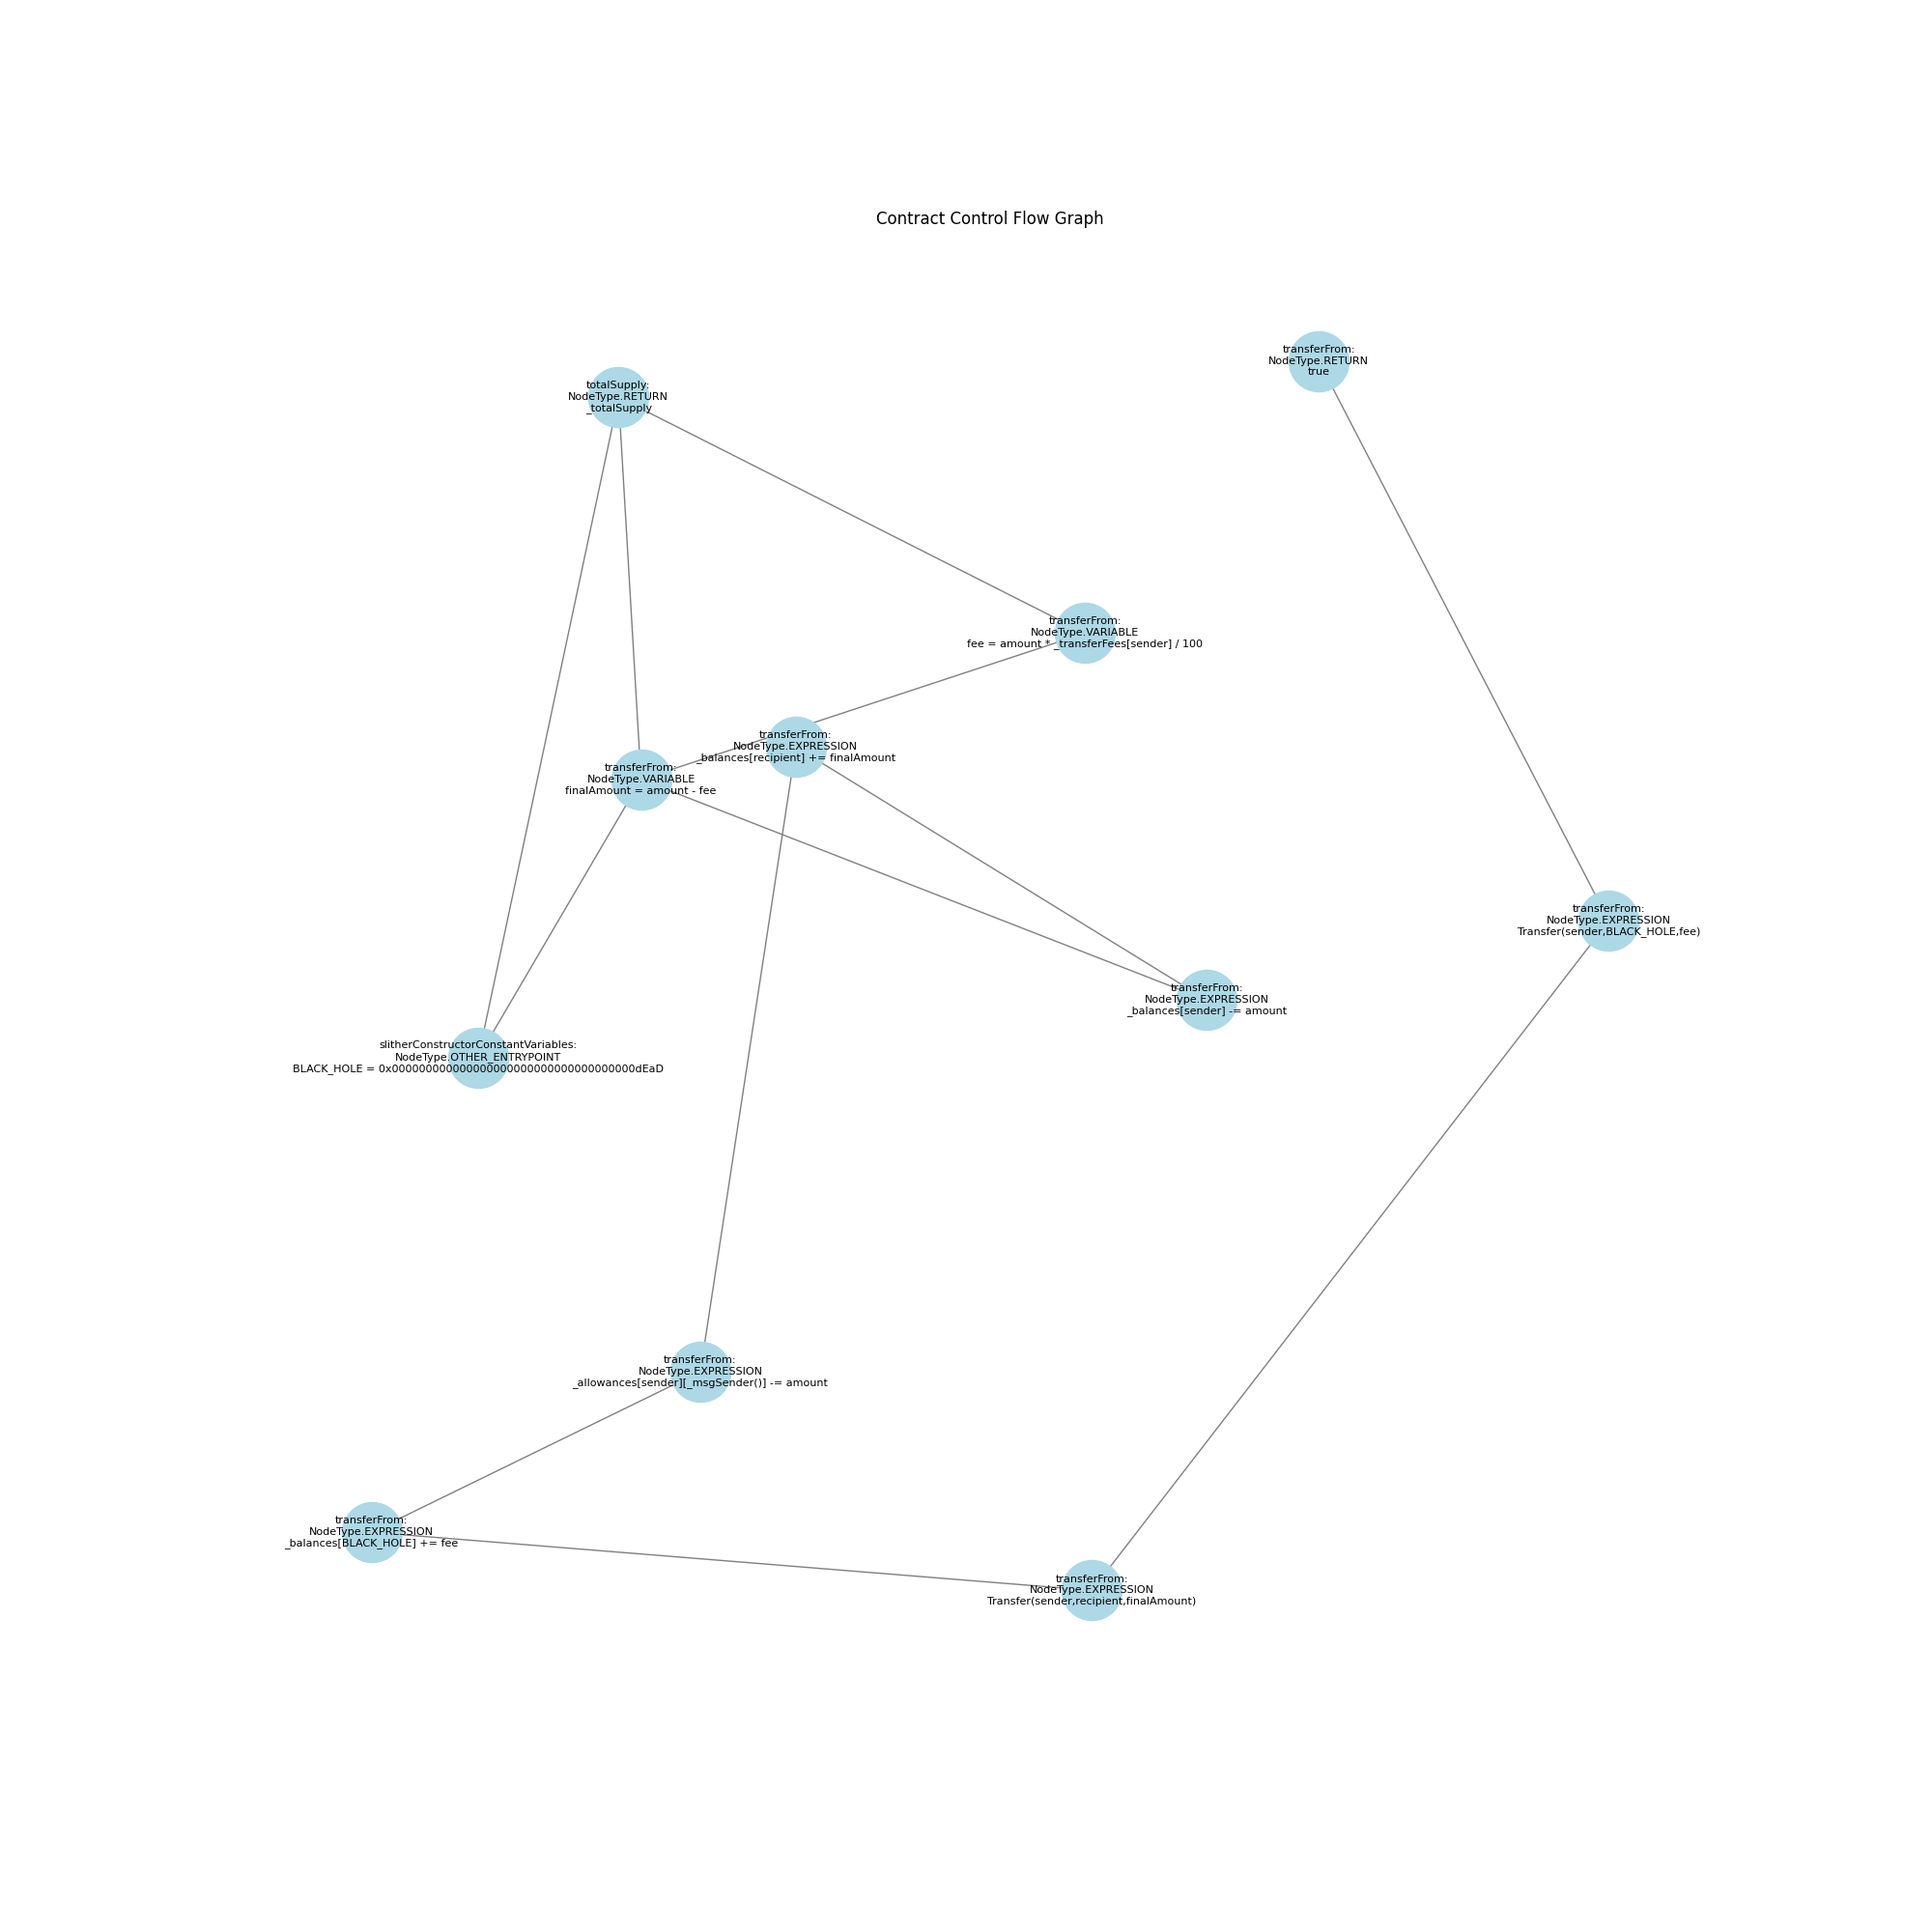 Contract Control Flow Graph
transferFrom:
NodeType.RETURN
true
totalSupply:
NodeType.RETURN
_totalSupply
transferFrom:
NodeType.VARIABLE
fee = amount * _transferFees[sender] / 100
transferFrom:
NodeType.EXPRESSION
_balances[recipient] += finalAmount
transferFrom:
NodeType.VARIABLE
finalAmount = amount - fee
transferFrom:
NodeType.EXPRESSION
Transfer(sender,BLACK_HOLE,fee)
transferFrom:
NodeType.EXPRESSION
_balances[sender] -= amount
slitherConstructorConstantVariables:
NodeType.OTHER_ENTRYPOINT
BLACK_HOLE = 0x000000000000000000000000000000000000dEaD
transferFrom:
NodeType.EXPRESSION
_allowances[sender][_msgSender()] -= amount
transferFrom:
NodeType.EXPRESSION
_balances[BLACK_HOLE] += fee
transferFrom:
NodeType.EXPRESSION
Transfer(sender,recipient,finalAmount)